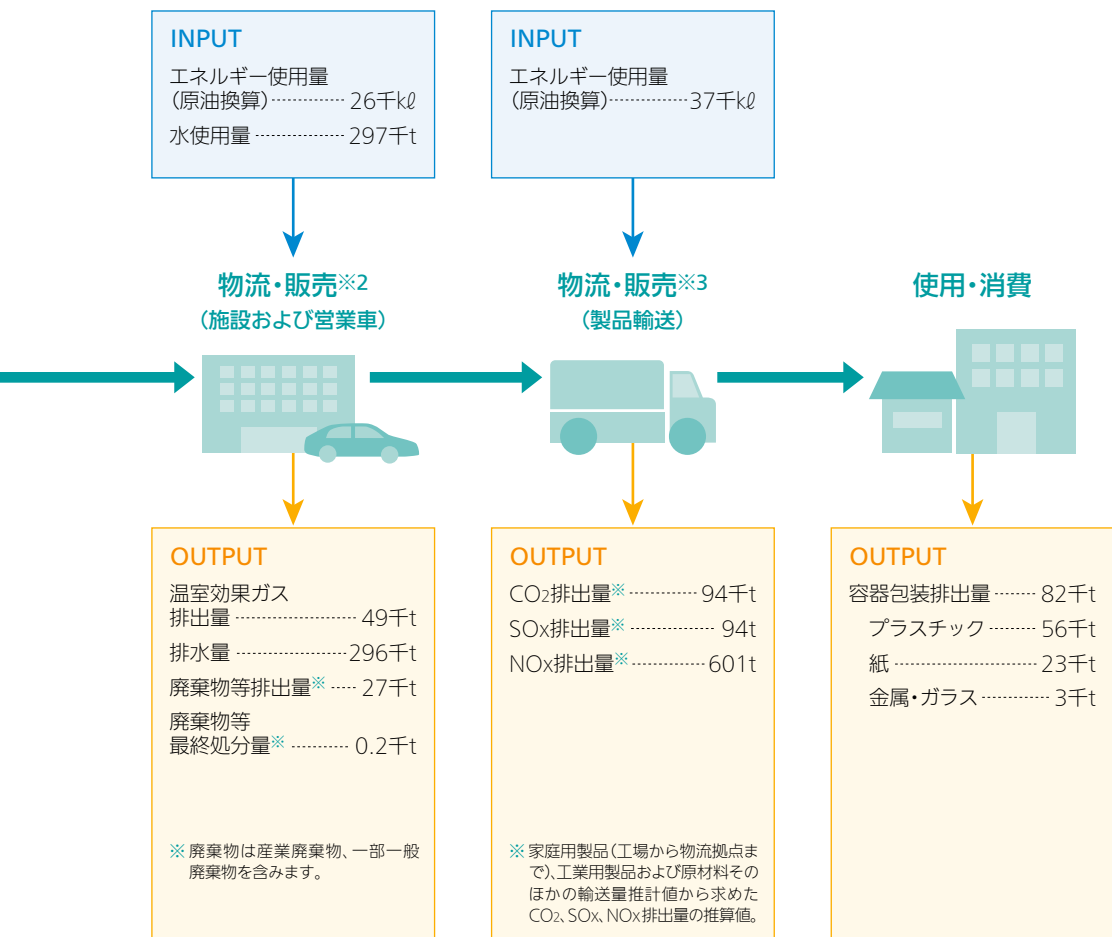 INPUT
エネルギー使用量
(原油換算) 26千kℓ
水使用量 297千t
INPUT
エネルギー使用量
(原油換算) 37千kℓ
物流・販売※2
(施設および営業車)
物流・販売※3
(製品輸送)
使用・消費
OUTPUT
温室効果ガス
排出量 49千t
排水量 296千t
廃棄物等排出量※ 27千t
廃棄物等
最終処分量※ 0.2千t
※ 廃棄物は産業廃棄物、一部一般
廃棄物を含みます。
OUTPUT
CO2排出量※ 94千t
SOx排出量※ 94t
NOx排出量※ 601t
※ 家庭用製品(工場から物流拠点ま
で)、工業用製品および原材料その
ほかの輸送量推計値から求めた
CO2、SOx、NOx排出量の推算値。
OUTPUT
容器包装排出量 82千t
プラスチック 56千t
紙 23千t
金属・ガラス 3千t